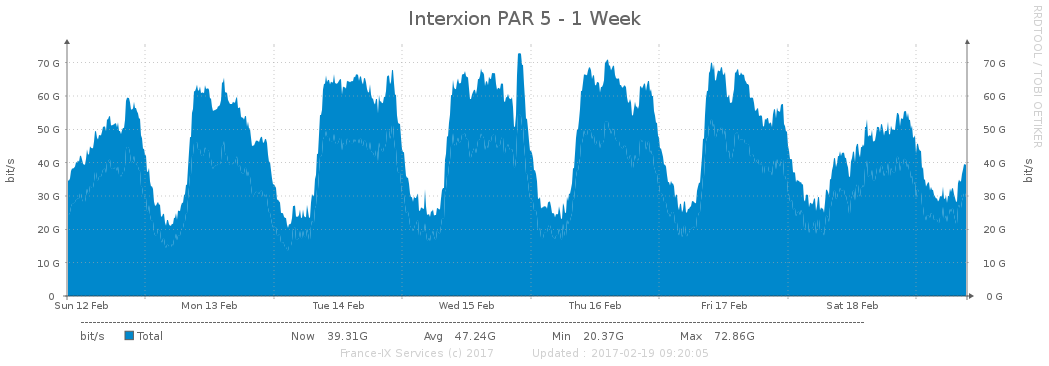 Interxion PAR 5 - 1 Week
RRDTOOL / TOBI OETIKER
70 G 70 G
60 G 60 G
50 G 50 G
40 G 40 G
30 G 30 G
20 G 20 G
10 G 10 G
0 0 G
bit/s bit/s
Sun 12 Feb Mon 13 Feb Tue 14 Feb Wed 15 Feb Thu 16 Feb Fri 17 Feb Sat 18 Feb
bit/s Total Now 39.31G Avg 47.24G Min 20.37G Max 72.86G
France-IX Services (c) 2017 Updated : 2017-02-19 09:20:05